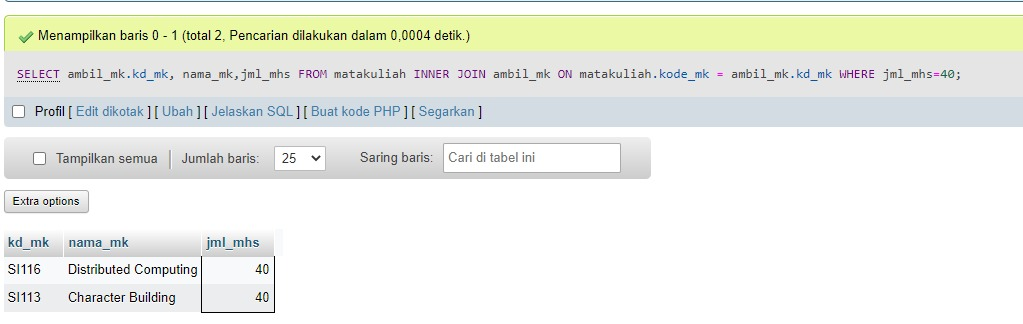 Menampilkan baris 0 - 1 (total 2, Pencarian dilakukan dalam 0,0004 detik.)
SELECT ambil_mk.kd_mk, nama_mk,jml_mhs FROM matakuliah INNER JOIN ambil_mk ON matakuliah.kode_mk = ambil_mk.kd_mk WHERE jml_mhs=40;
Profil [ Edit dikotak ] [ Ubah ] [ Jelaskan SQL ] [ Buat kode PHP ] [ Segarkan ]
Tampilkan semua | Jumlah baris: 25 Saring baris: Cari di tabel ini
Extra options
kd_mk nama_mk jml_mhs
SI116 Distributed Computing 40
SI113 Character Building 40